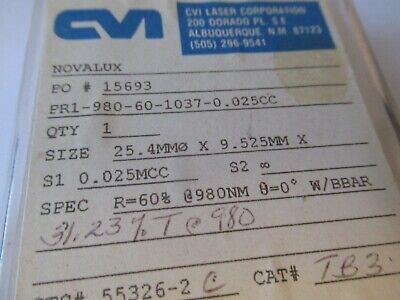 CVI
CVI LASER CORPORATION
200 DORADO PL. S.E.
ALBUQUERQUE, N.M 87123
(505) 296-9541
NOVALUX
PO # 15693
PR1-980-60-1037-0.025CC
QTY 1
SIZE 25.4MMØ X 9.525MM X
S1 0.025MCC S2 ∞
SPEC R=60% @980NM θ=0° W/BBAR
31.23% T @ 980
55326-2 C CAT# TB3